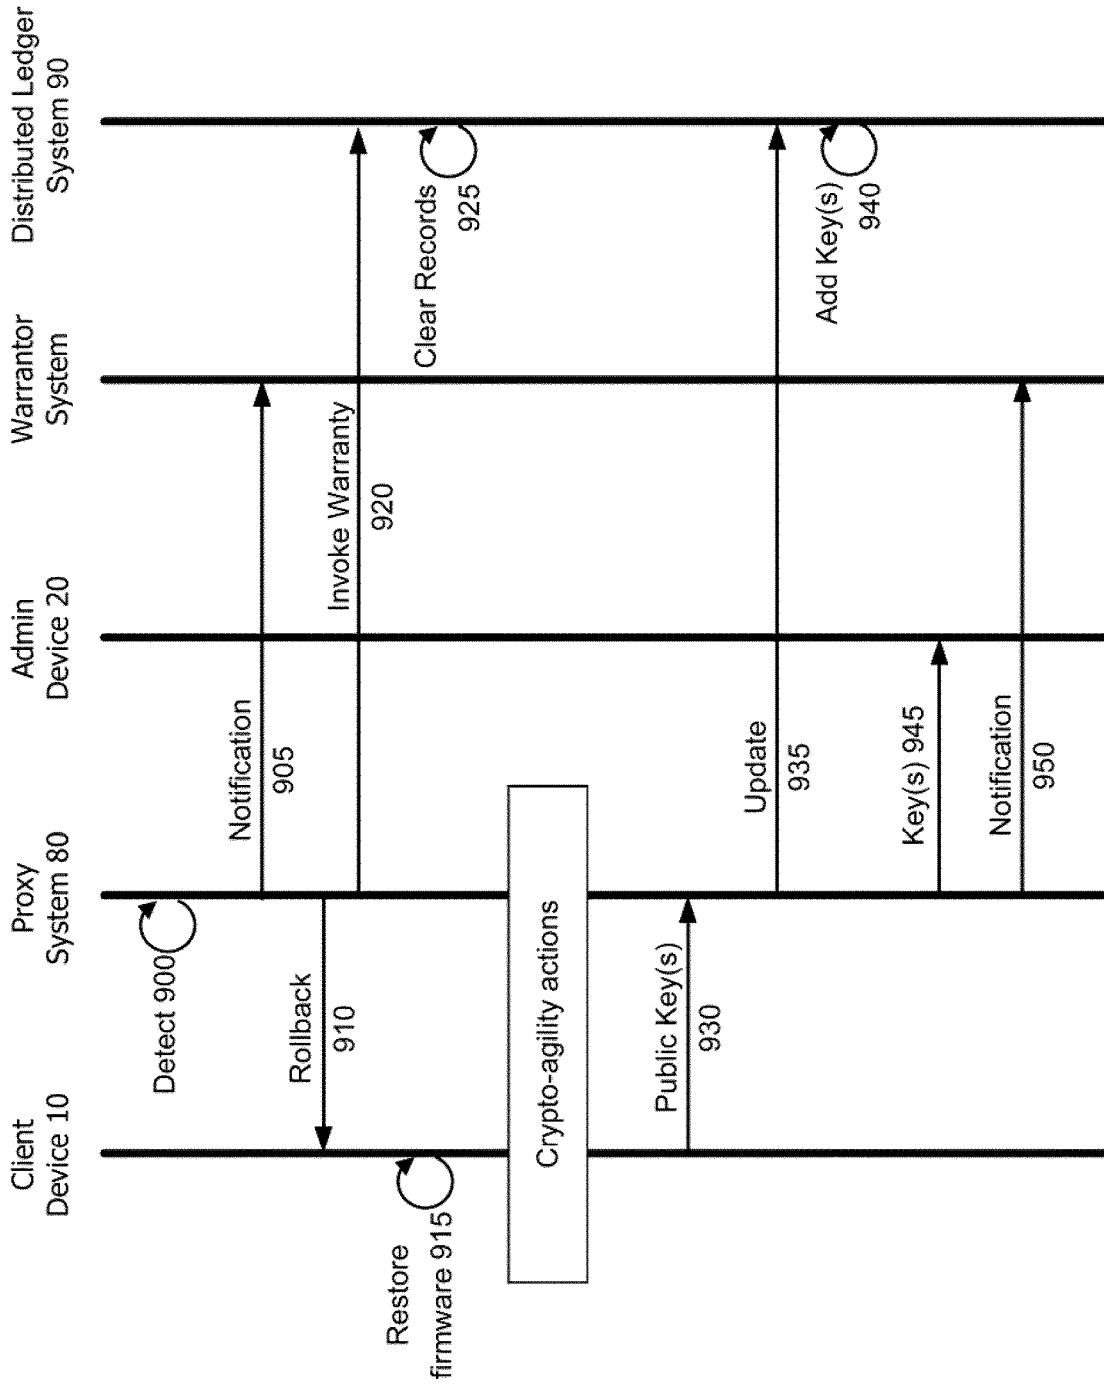 Client
Device 10
Proxy
System 80
Admin
Device 20
Warrantor
System
Distributed Ledger
System 90
Detect 900
Notification
905
Rollback
910
Invoke Warranty
920
Restore
firmware 915
Clear Records
925
Crypto-agility actions
Public Key(s)
930
Update
935
Add Key(s)
940
Key(s) 945
Notification
950